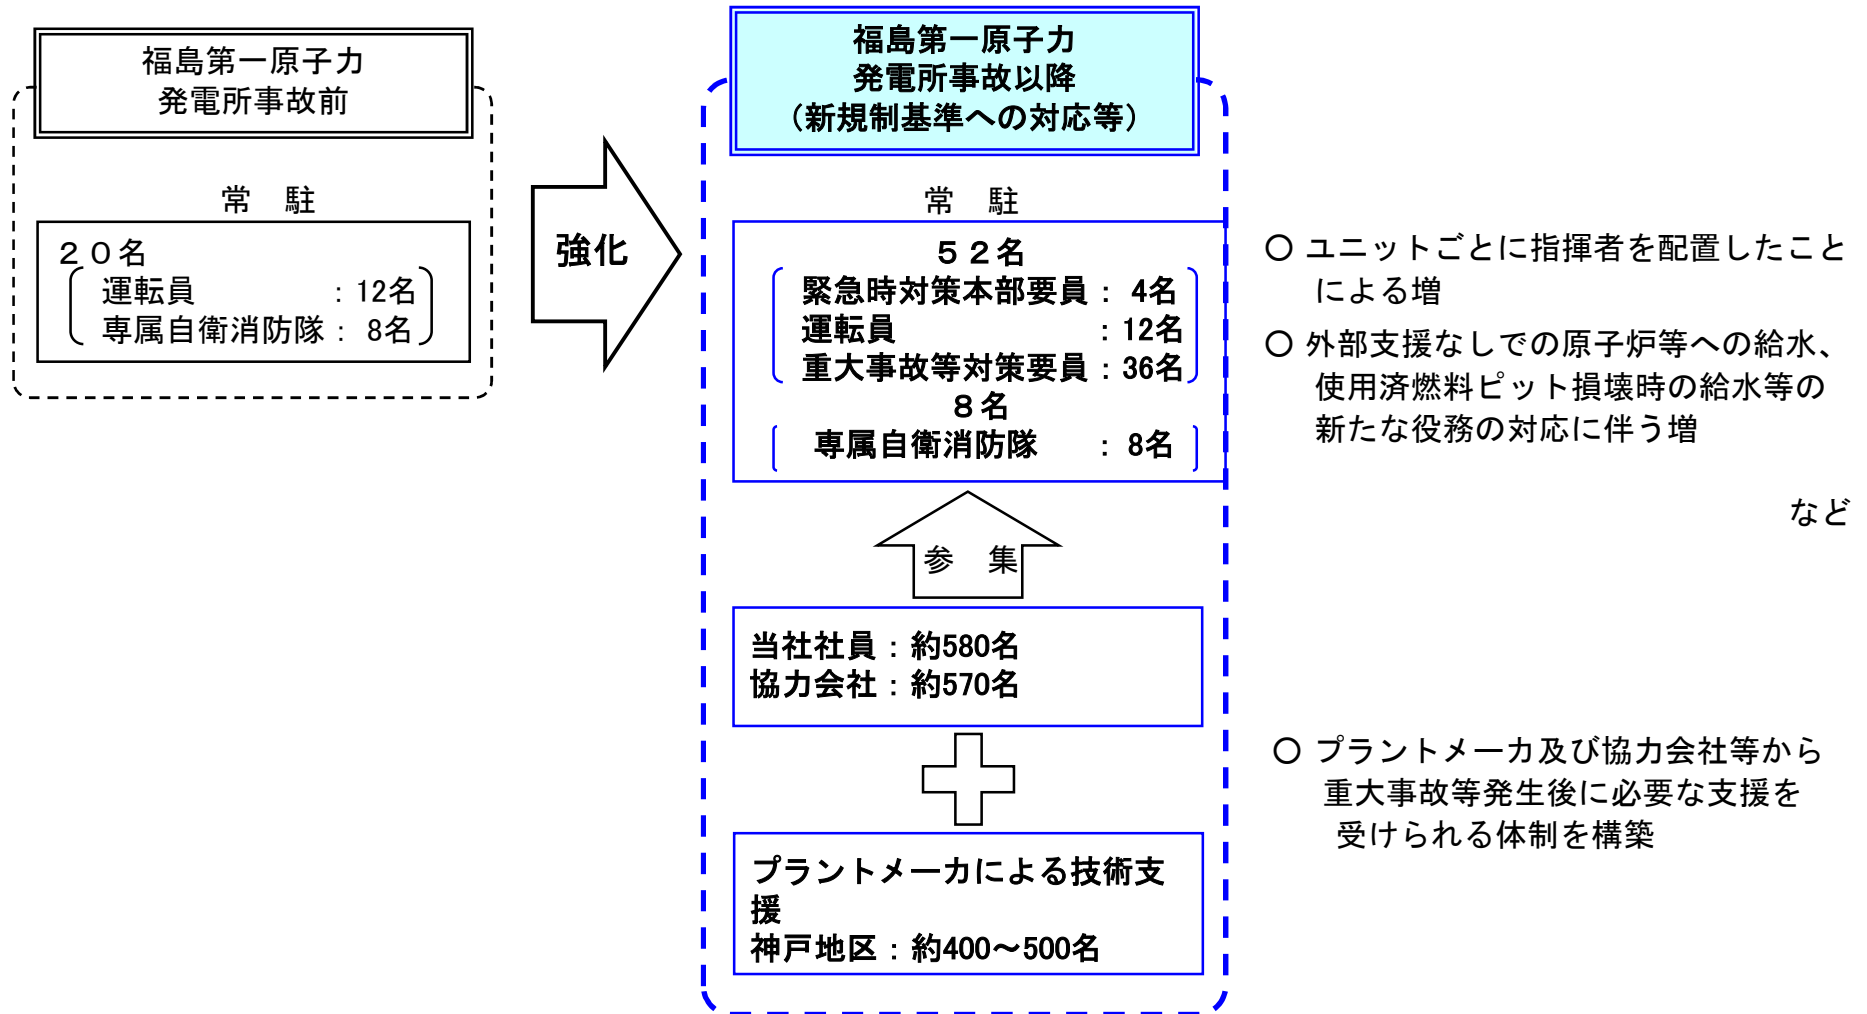 福島第一原子力
発電所事故前
常　駐
２０名
運転員　　　　：12名
専属自衛消防隊： 8名
強化
福島第一原子力
発電所事故以降
（新規制基準への対応等）
常　駐
５２名
緊急時対策本部要員： 4名
運転員　　　　　　：12名
重大事故等対策要員：36名
８名
専属自衛消防隊　　： 8名
参　集
当社社員：約580名
協力会社：約570名
プラントメーカによる技術支
援
神戸地区：約400～500名
〇 ユニットごとに指揮者を配置したこと
による増
〇 外部支援なしでの原子炉等への給水、
使用済燃料ピット損壊時の給水等の
新たな役務の対応に伴う増
など
〇 プラントメーカ及び協力会社等から
重大事故等発生後に必要な支援を
受けられる体制を構築